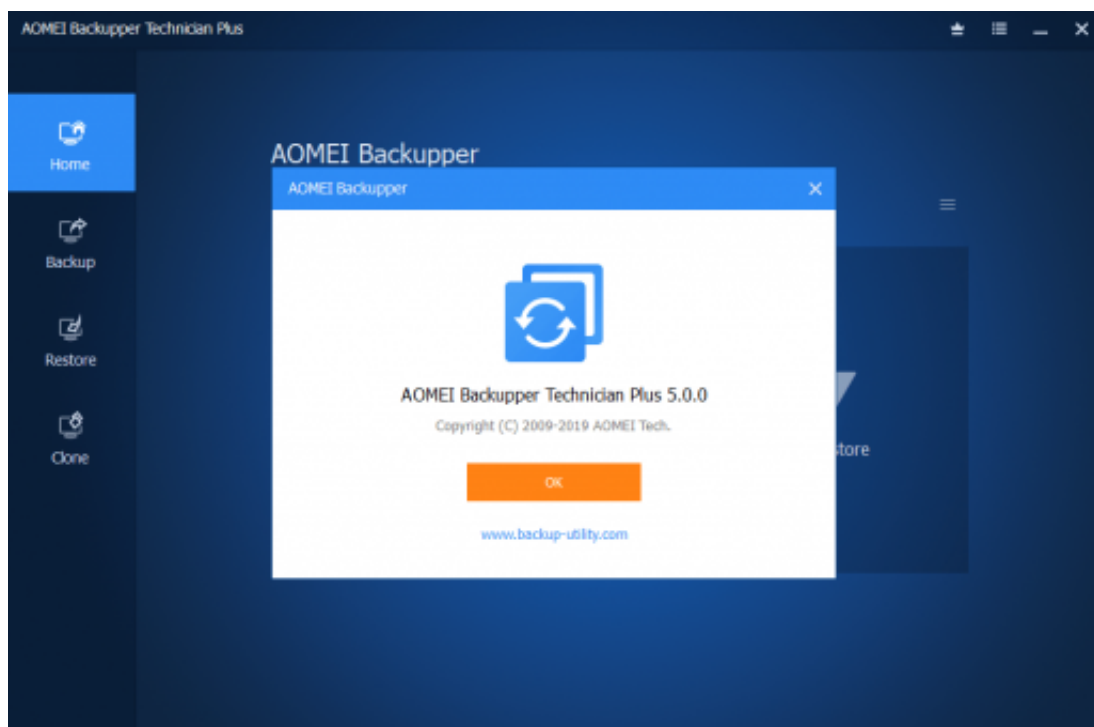 AOMEI Backupper Technician Plus
Home
Backup
Restore
Clone
AOMEI Backupper
AOMEI Backupper
AOMEI Backupper Technician Plus 5.0.0
Copyright (C) 2009-2019 AOMEI Tech.
OK
www.backup-utility.com
tore